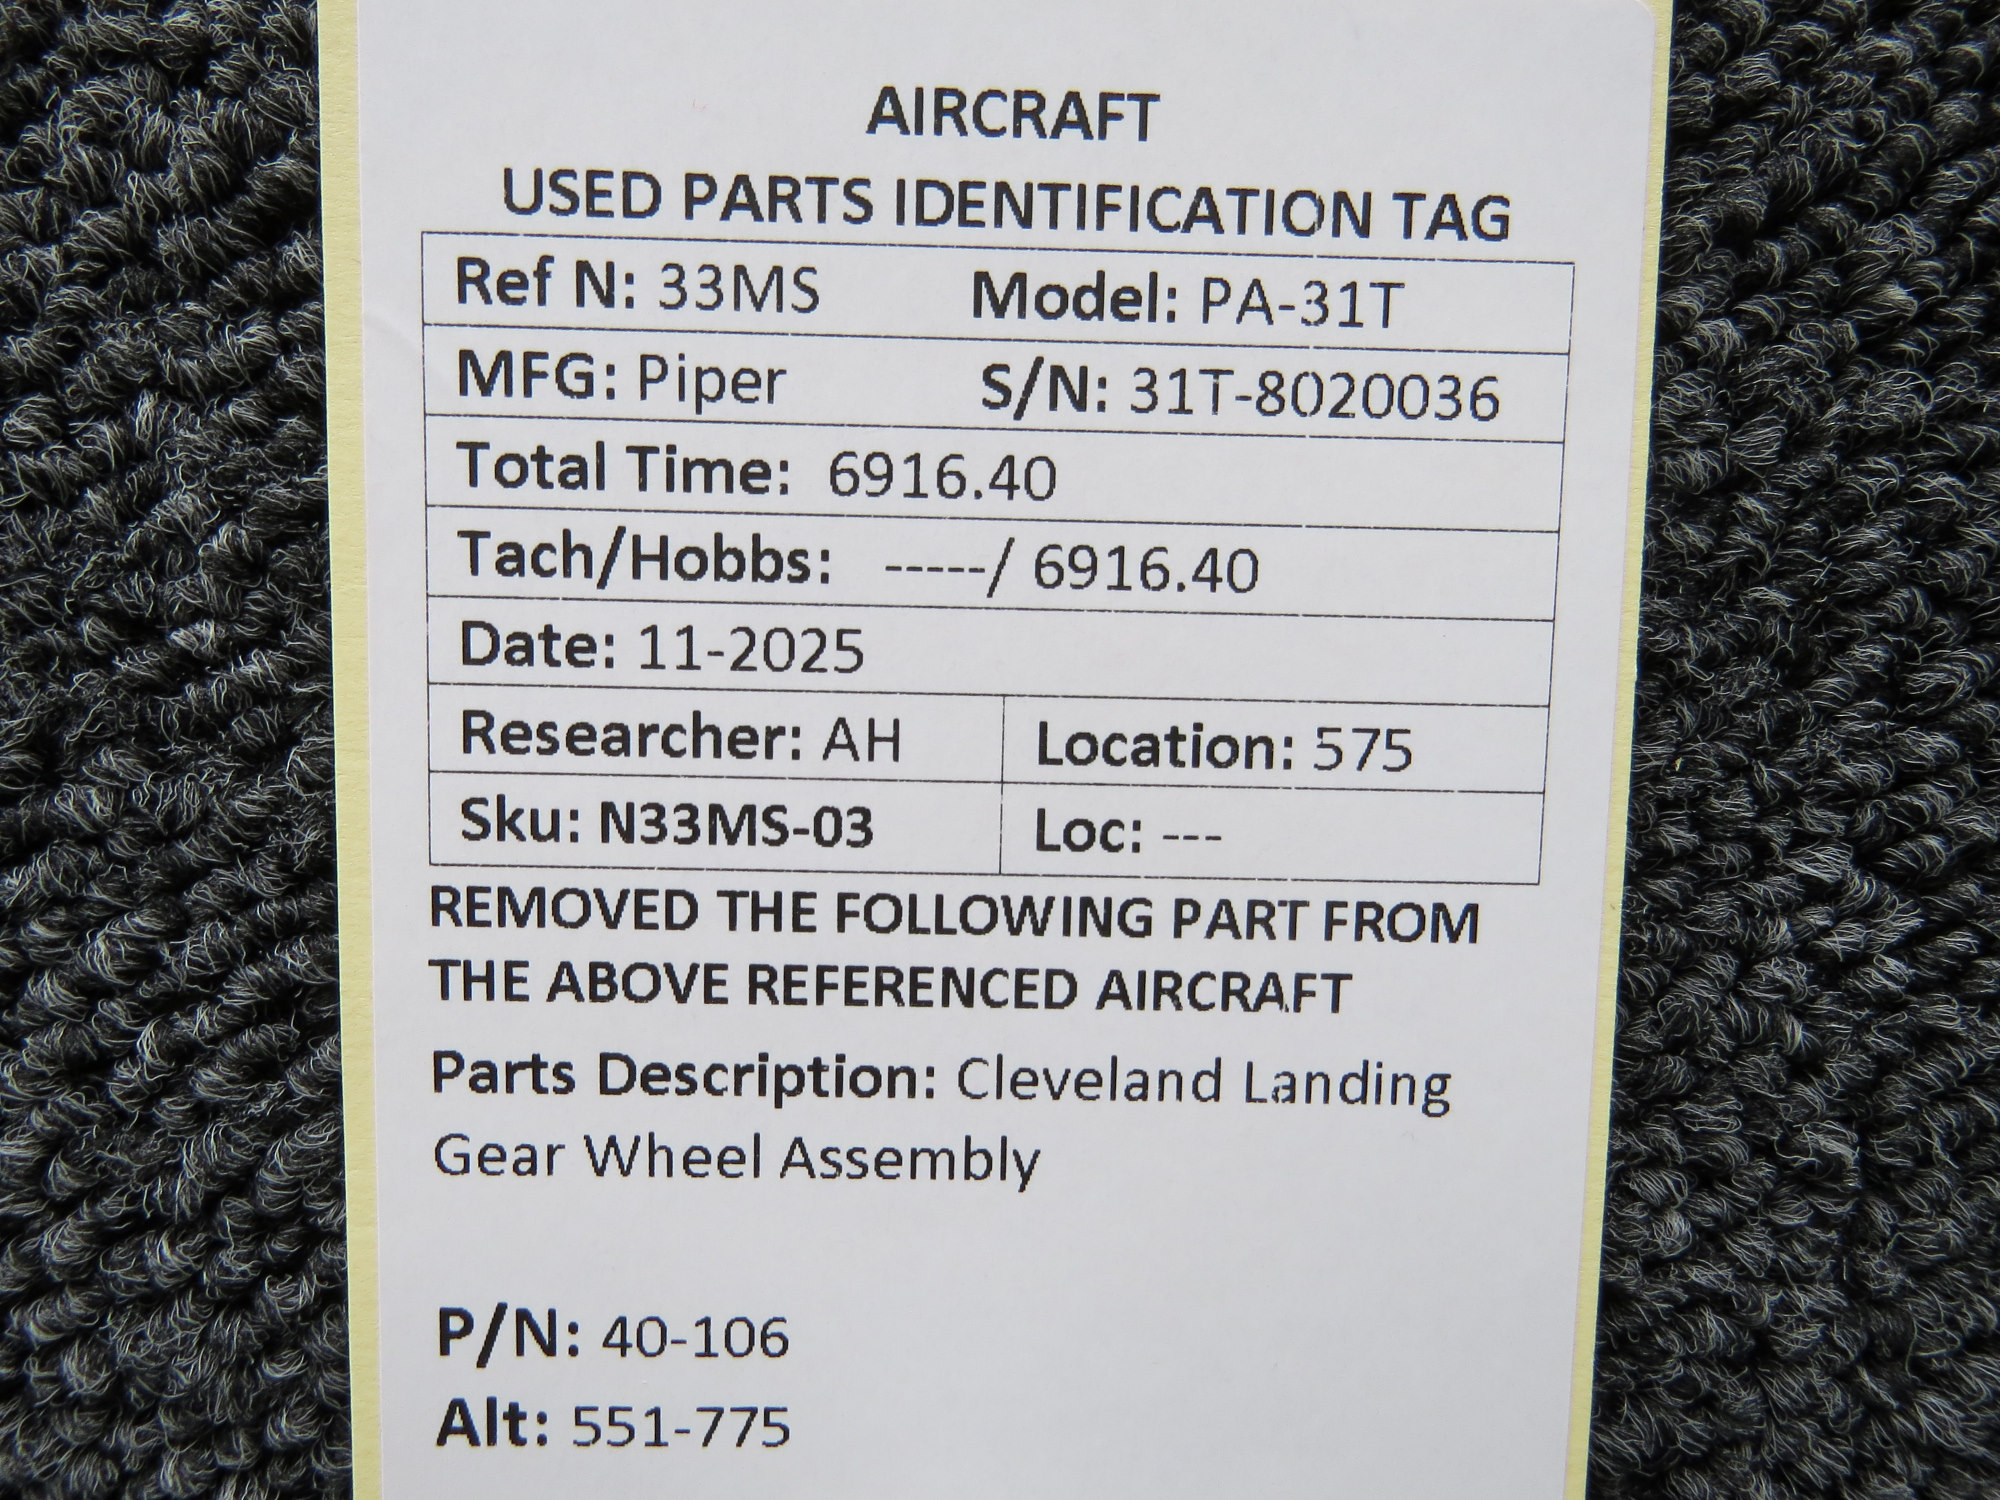 AIRCRAFT
USED PARTS IDENTIFICATION TAG
Ref N: 33MS Model: PA-31T
MFG: Piper S/N: 31T-8020036
Total Time: 6916.40
Tach/Hobbs: -----/ 6916.40
Date: 11-2025
Researcher: AH Location: 575
Sku: N33MS-03 Loc: ---
REMOVED THE FOLLOWING PART FROM
THE ABOVE REFERENCED AIRCRAFT
Parts Description: Cleveland Landing
Gear Wheel Assembly
P/N: 40-106
Alt: 551-775